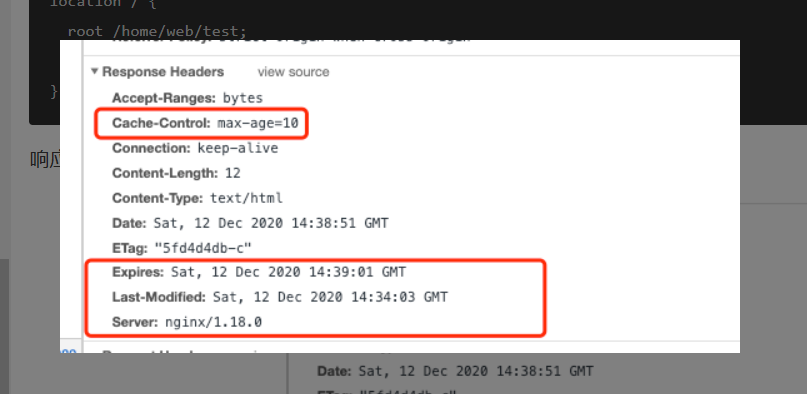 location / {
root /home/web/test;
}
Response Headers view source
Accept-Ranges: bytes
Cache-Control: max-age=10
Connection: keep-alive
Content-Length: 12
Content-Type: text/html
Date: Sat, 12 Dec 2020 14:38:51 GMT
ETag: "5fd4d4db-c"
Expires: Sat, 12 Dec 2020 14:39:01 GMT
Last-Modified: Sat, 12 Dec 2020 14:34:03 GMT
Server: nginx/1.18.0
响应
Date: Sat, 12 Dec 2020 14:38:51 GMT